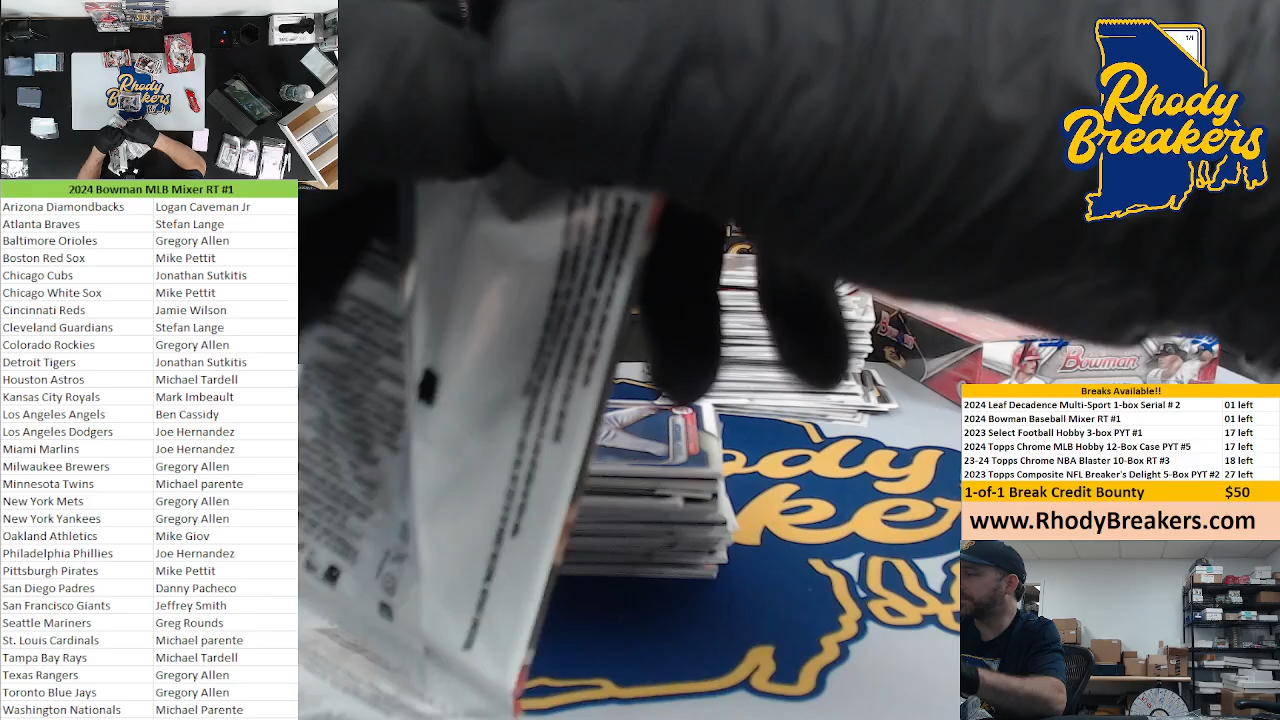 2024 Bowman MLB Mixer RT #1
Arizona Diamondbacks Logan Caveman Jr
Atlanta Braves Stefan Lange
Baltimore Orioles Gregory Allen
Boston Red Sox Mike Pettit
Chicago Cubs Jonathan Sutkitis
Chicago White Sox Mike Pettit
Cincinnati Reds Jamie Wilson
Cleveland Guardians Stefan Lange
Colorado Rockies Gregory Allen
Detroit Tigers Jonathan Sutkitis
Houston Astros Michael Tardell
Kansas City Royals Mark Imbeault
Los Angeles Angels Ben Cassidy
Los Angeles Dodgers Joe Hernandez
Miami Marlins Joe Hernandez
Milwaukee Brewers Gregory Allen
Minnesota Twins Michael parente
New York Mets Gregory Allen
New York Yankees Gregory Allen
Oakland Athletics Mike Giov
Philadelphia Phillies Joe Hernandez
Pittsburgh Pirates Mike Pettit
San Diego Padres Danny Pacheco
San Francisco Giants Jeffrey Smith
Seattle Mariners Greg Rounds
St. Louis Cardinals Michael parente
Tampa Bay Rays Michael Tardell
Texas Rangers Gregory Allen
Toronto Blue Jays Gregory Allen
Washington Nationals Michael Parente
1/1
Rhody
Breakers
Bowman
Breaks Available!!
2024 Leaf Decadence Multi-Sport 1-box Serial # 2 01 left
2024 Bowman Baseball Mixer RT #1 01 left
2023 Select Football Hobby 3-box PYT #1 17 left
2024 Topps Chrome MLB Hobby 12-Box Case PYT #5 17 left
23-24 Topps Chrome NBA Blaster 10-Box RT #3 18 left
2023 Topps Composite NFL Breaker's Delight 5-Box PYT #2 27 left
1-of-1 Break Credit Bounty $50
www.RhodyBreakers.com